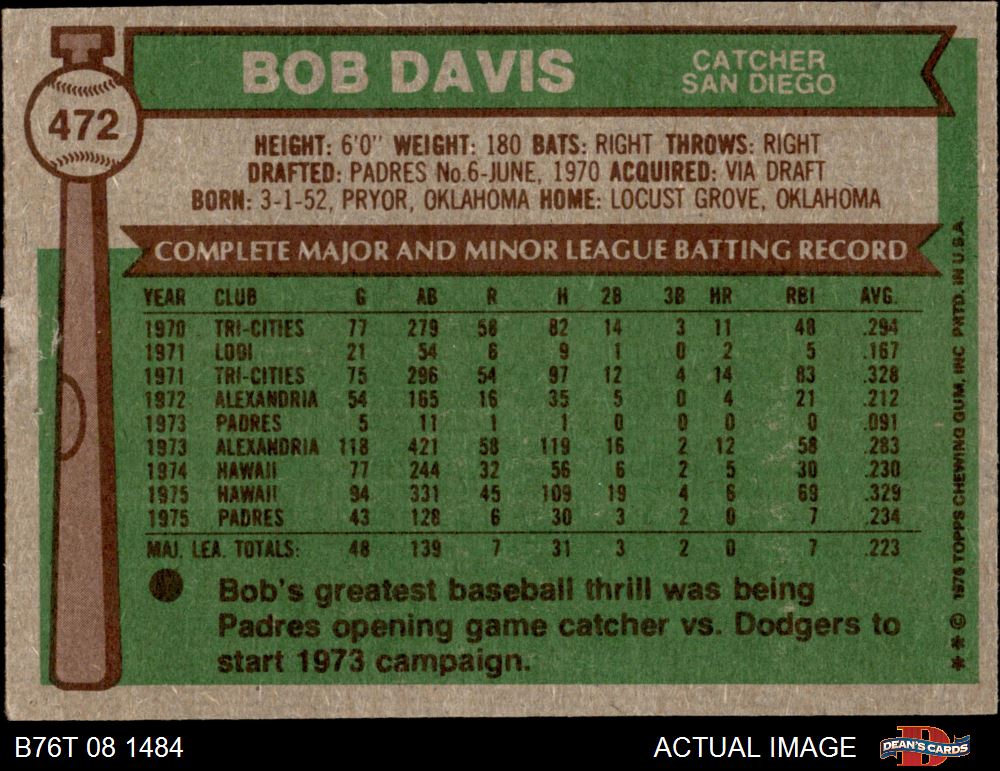 BOB DAVIS
CATCHER
SAN DIEGO
472
HEIGHT: 6'0" WEIGHT: 180 BATS: RIGHT THROWS: RIGHT
DRAFTED: PADRES No.6-JUNE, 1970 ACQUIRED: VIA DRAFT
BORN: 3-1-52, PRYOR, OKLAHOMA HOME: LOCUST GROVE, OKLAHOMA
COMPLETE MAJOR AND MINOR LEAGUE BATTING RECORD
YEAR CLUB G AB R H 2B 3B HR RBI AVG.
1970 TRI-CITIES 77 279 58 82 14 3 11 48 .294
1971 LODI 21 54 6 9 1 0 2 5 .167
1971 TRI-CITIES 75 296 54 97 12 4 14 83 .328
1972 ALEXANDRIA 54 165 16 35 5 0 4 21 .212
1973 PADRES 5 11 1 1 0 0 0 0 .091
1973 ALEXANDRIA 118 421 58 119 16 2 12 58 .283
1974 HAWAII 77 244 32 56 6 2 5 30 .230
1975 HAWAII 94 331 45 109 19 4 6 69 .329
1975 PADRES 43 128 6 30 3 2 0 7 .234
MAJ. LEA. TOTALS: 48 139 7 31 3 2 0 7 .223
Bob's greatest baseball thrill was being
Padres opening game catcher vs. Dodgers to
start 1973 campaign.
** © 1976 TOPPS CHEWING GUM, INC. PRTD. IN U.S.A.
B76T 08 1484
ACTUAL IMAGE
D
DEAN'S CARDS